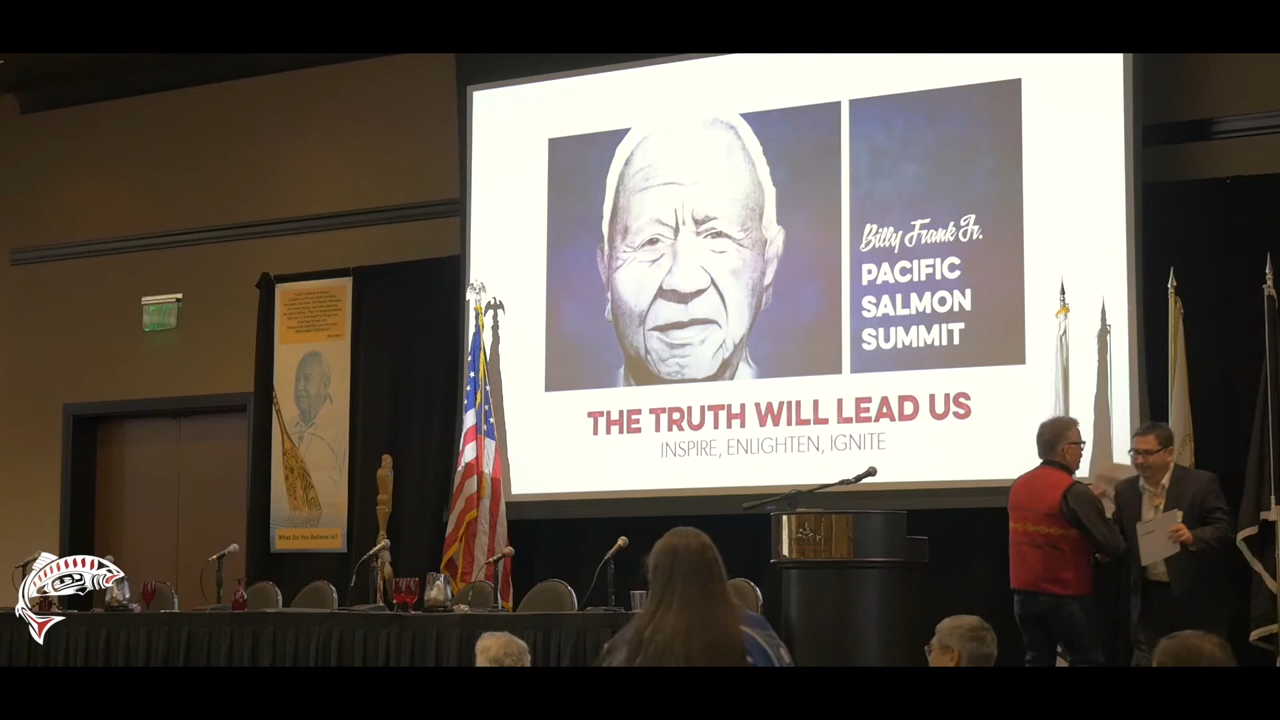 Billy Frank Jr.
PACIFIC
SALMON
SUMMIT
THE TRUTH WILL LEAD US
INSPIRE, ENLIGHTEN, IGNITE
What Do You Believe In?